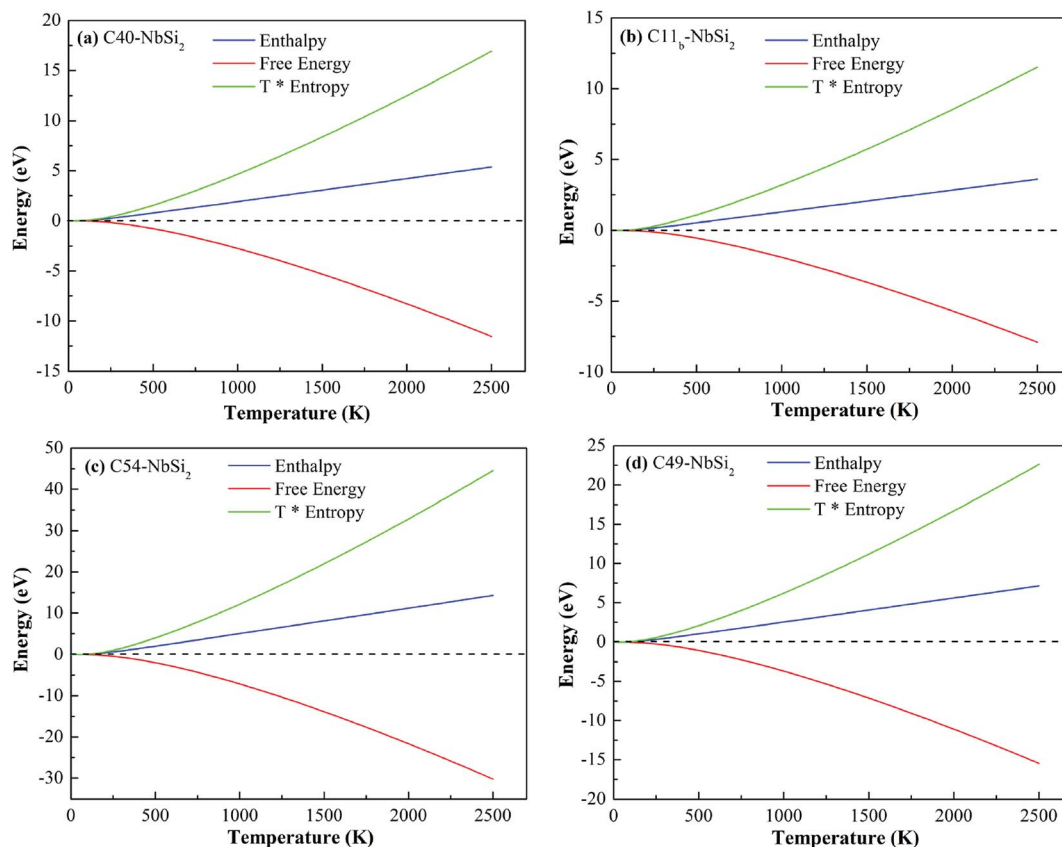 (a) C40-NbSi2
Enthalpy
Free Energy
T * Entropy
20
15
10
5
0
-5
-10
-15
Energy (eV)
0 500 1000 1500 2000 2500
Temperature (K)
(b) C11b-NbSi2
Enthalpy
Free Energy
T * Entropy
15
10
5
0
-5
-10
Energy (eV)
0 500 1000 1500 2000 2500
Temperature (K)
(c) C54-NbSi2
Enthalpy
Free Energy
T * Entropy
50
40
30
20
10
0
-10
-20
-30
Energy (eV)
0 500 1000 1500 2000 2500
Temperature (K)
(d) C49-NbSi2
Enthalpy
Free Energy
T * Entropy
25
20
15
10
5
0
-5
-10
-15
-20
Energy (eV)
0 500 1000 1500 2000 2500
Temperature (K)